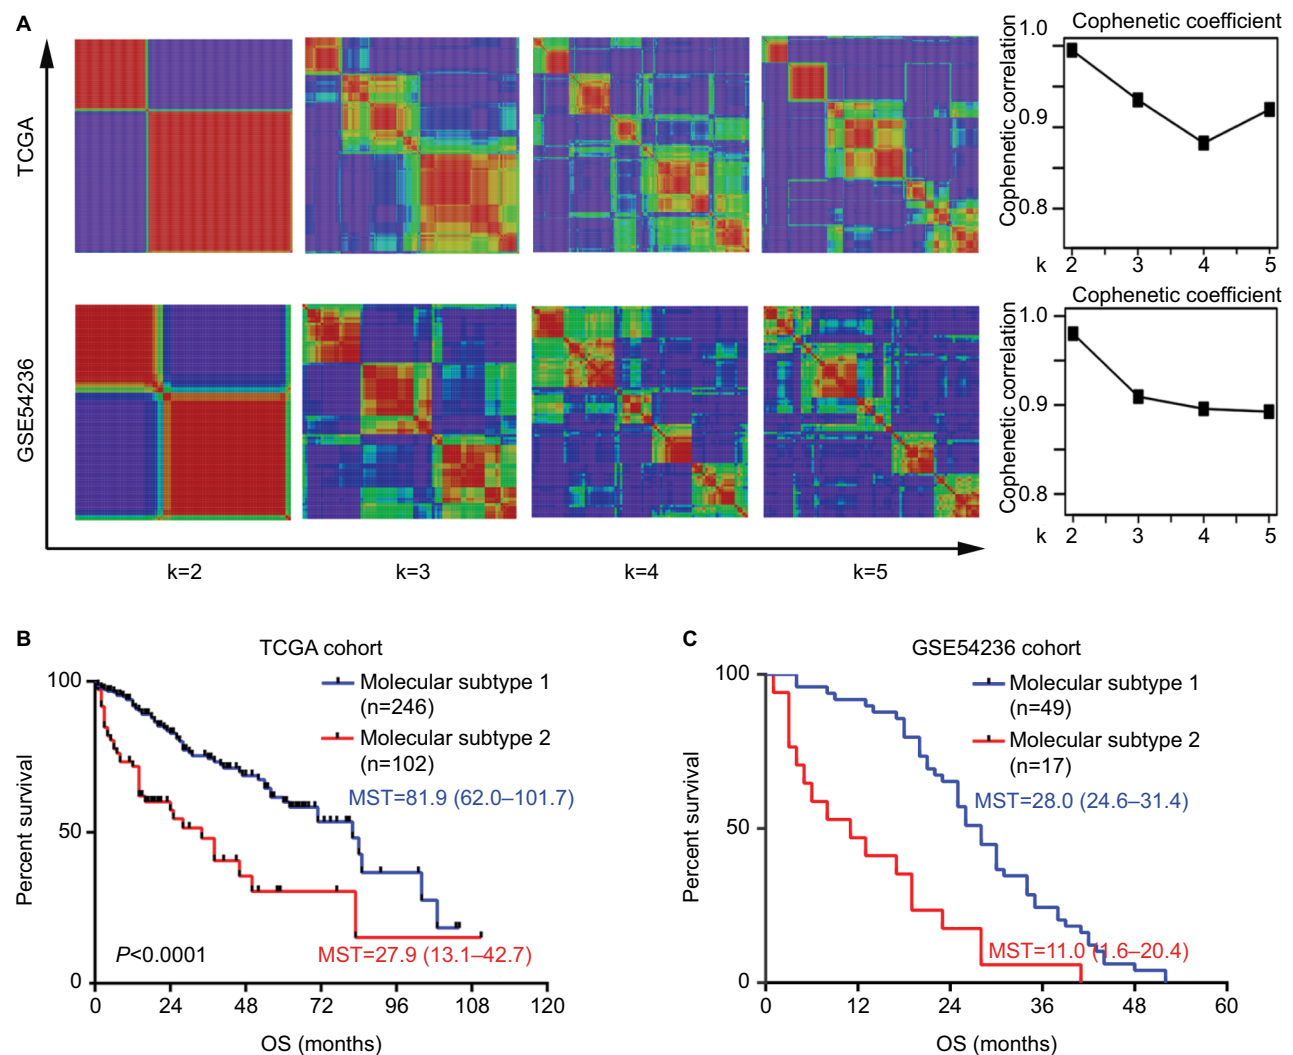 A
TCGA
GSE54236
k=2
k=3
k=4
k=5
Cophenetic coefficient
Cophenetic correlation
1.0
0.9
0.8
k
2
3
4
5
Cophenetic coefficient
Cophenetic correlation
1.0
0.9
0.8
k
2
3
4
5
B
TCGA cohort
Percent survival
100
50
0
Molecular subtype 1
(n=246)
Molecular subtype 2
(n=102)
MST=81.9 (62.0–101.7)
P<0.0001
MST=27.9 (13.1–42.7)
0
24
48
72
96
120
OS (months)
C
GSE54236 cohort
Percent survival
100
50
0
Molecular subtype 1
(n=49)
Molecular subtype 2
(n=17)
MST=28.0 (24.6–31.4)
MST=11.0 (1.6–20.4)
0
12
24
36
48
60
OS (months)